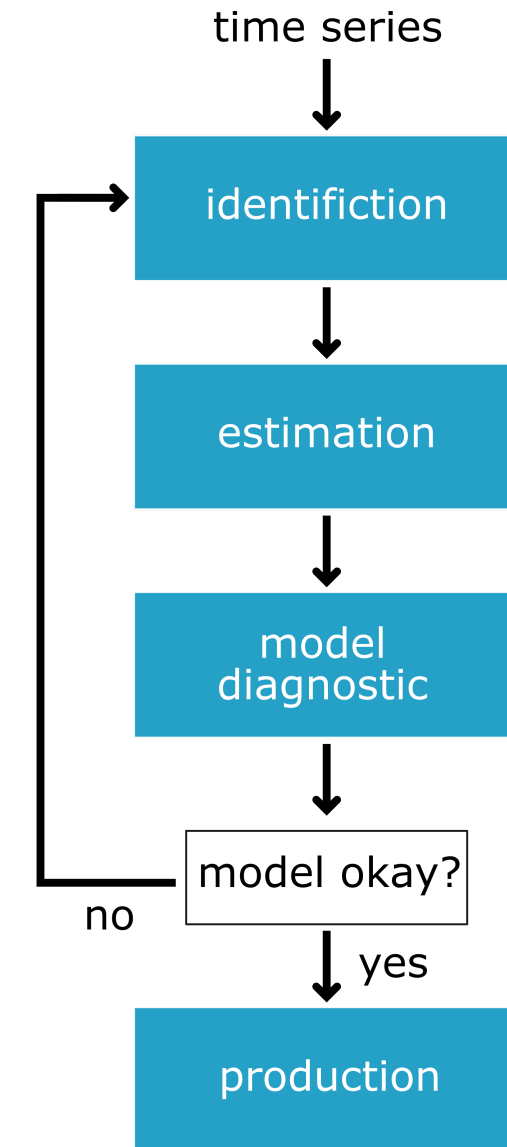 time series
identifiction
estimation
model
diagnostic
model okay?
no
yes
production